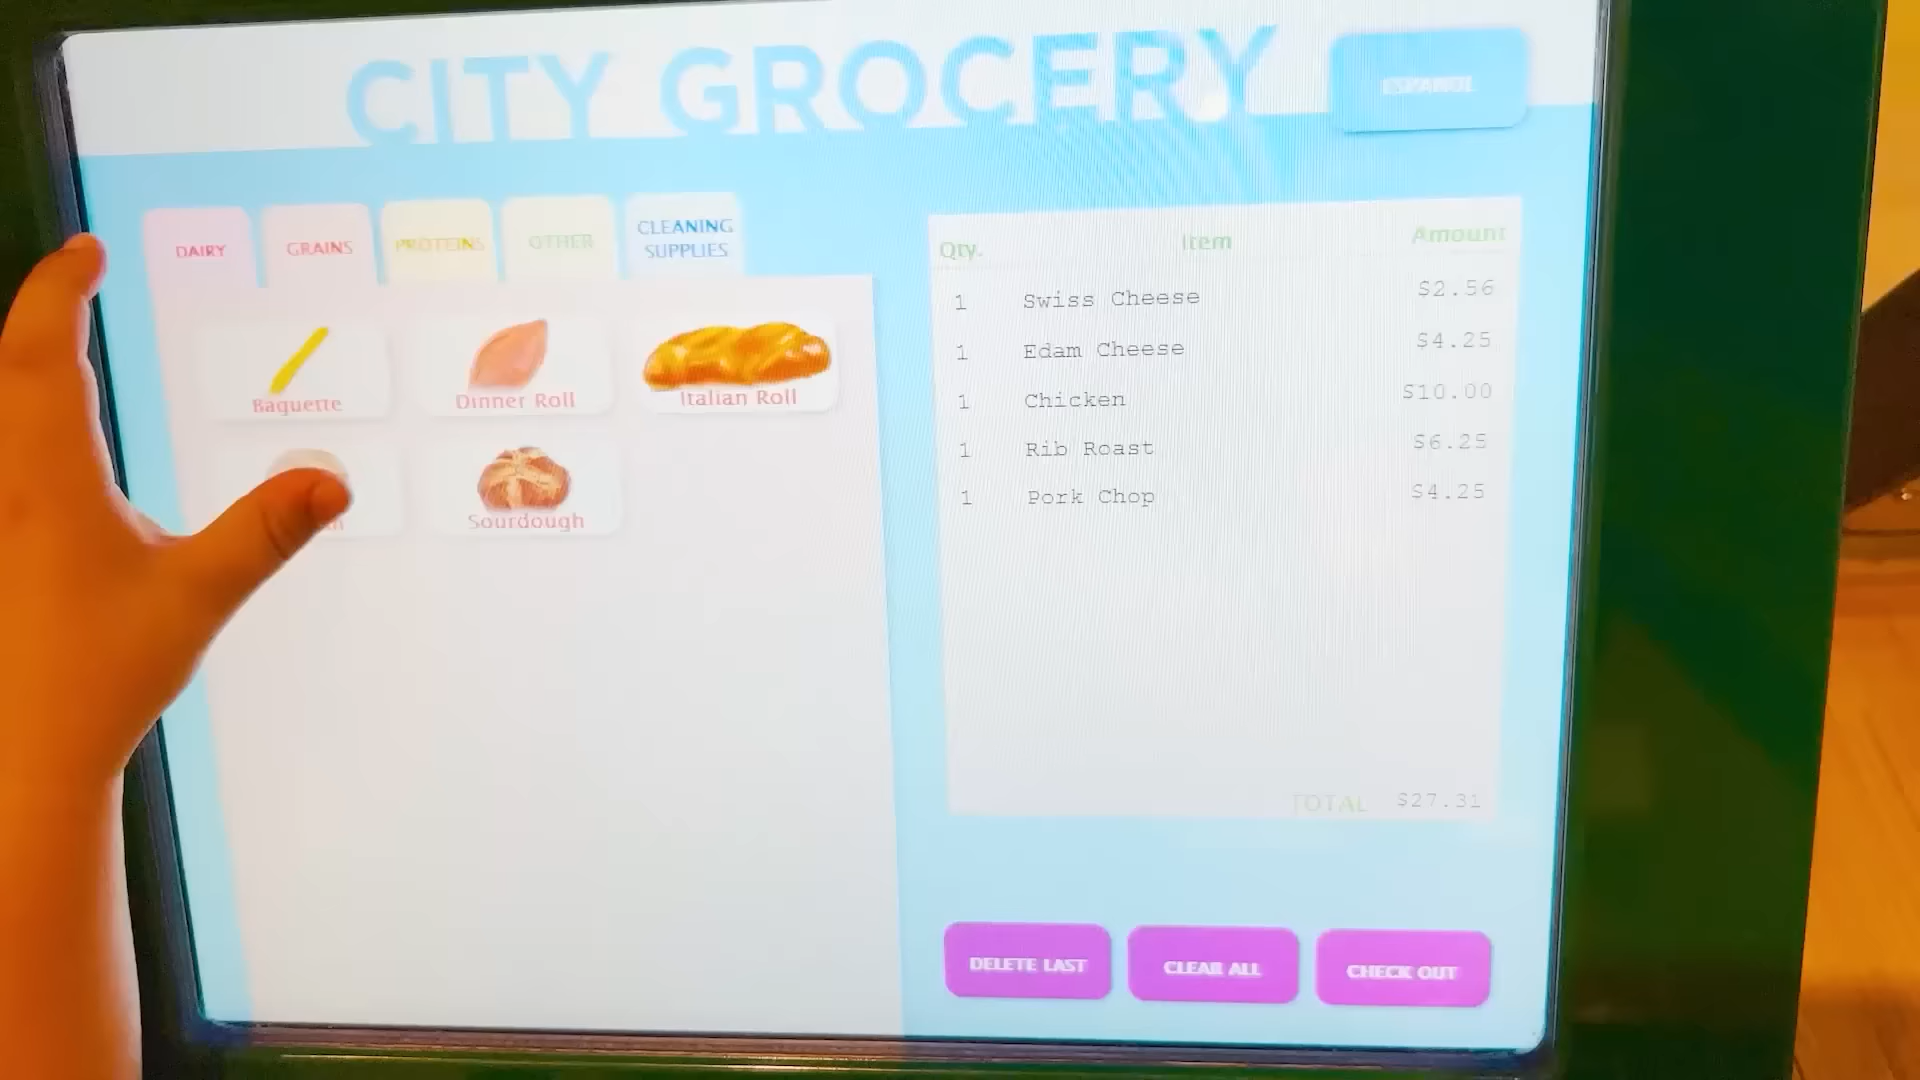 CITY GROCERY
ESPAÑOL
DAIRY
GRAINS
PROTEINS
OTHER
CLEANING
SUPPLIES
Baguette
Dinner Roll
Italian Roll
Sourdough
Qty. Item Amount
1 Swiss Cheese $2.56
1 Edam Cheese $4.25
1 Chicken $10.00
1 Rib Roast $6.25
1 Pork Chop $4.25
TOTAL $27.31
DELETE LAST
CLEAR ALL
CHECK OUT